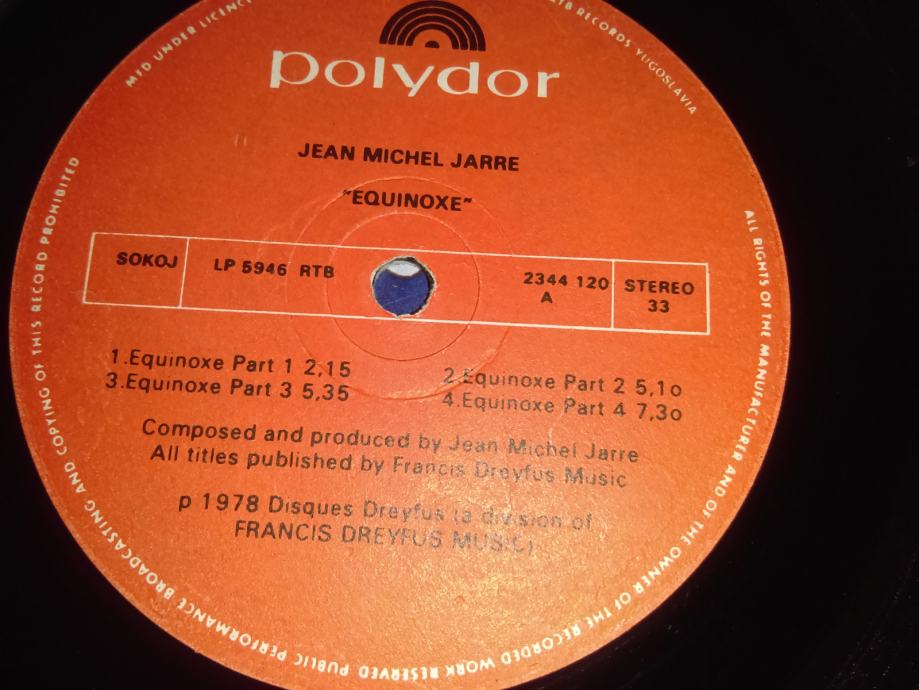 MFD UNDER LICENCE
RTB RECORDS YUGOSLAVIA
polydor
JEAN MICHEL JARRE
"EQUINOXE"
SOKOJ
LP 5946 RTB
2344 120
A
STEREO
33
1.Equinoxe Part 1 2,15
2.Equinoxe Part 2 5,1o
3.Equinoxe Part 3 5,35
4.Equinoxe Part 4 7,3o
Composed and produced by Jean Michel Jarre
All titles published by Francis Dreyfus Music
p 1978 Disques Dreyfus (a division of
FRANCIS DREYFUS MUSIC)
ALL RIGHTS OF THE MANUFACTURER AND OF THE OWNER OF THE RECORDED WORK RESERVED PUBLIC PERFORMANCE BROADCASTING AND COPYING OF THIS RECORD PROHIBITED